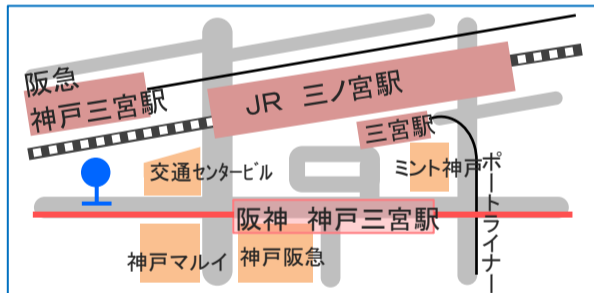 阪急
神戸三宮駅
JR 三ノ宮駅
三宮駅
交通センタービル
ミント神戸
ポートライナー
阪神 神戸三宮駅
神戸マルイ
神戸阪急